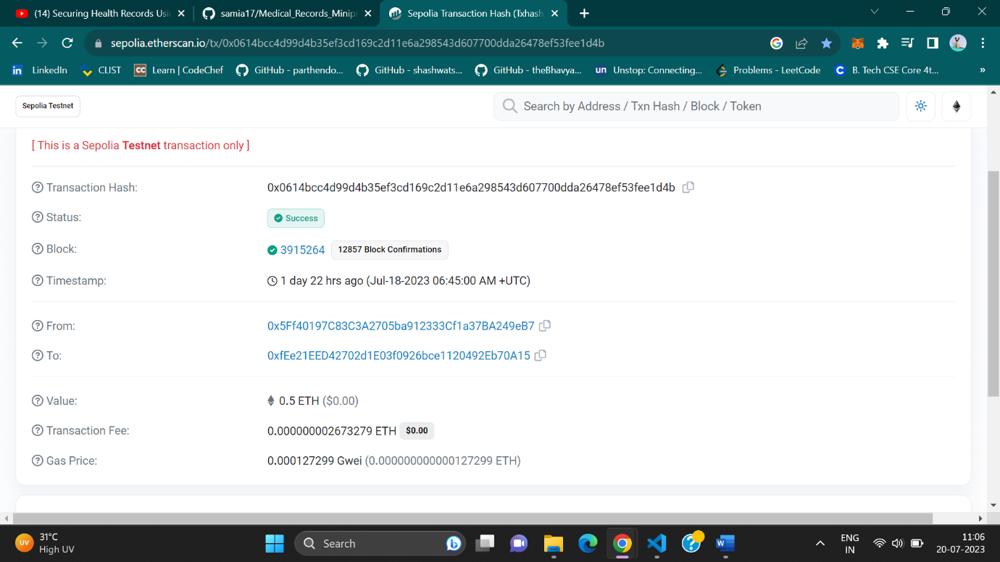 (14) Securing Health Records Usi
samia17/Medical_Records_Minipr
Sepolia Transaction Hash (Txhash
sepolia.etherscan.io/tx/0x0614bcc4d99d4b35ef3cd169c2d11e6a298543d607700dda26478ef53fee1d4b
LinkedIn CLIST Learn | CodeChef GitHub - parthendo... GitHub - shashwats... GitHub - theBhavya... Unstop: Connecting... Problems - LeetCode B. Tech CSE Core 4t... »
Sepolia Testnet
Search by Address / Txn Hash / Block / Token
[ This is a Sepolia Testnet transaction only ]
Transaction Hash: 0x0614bcc4d99d4b35ef3cd169c2d11e6a298543d607700dda26478ef53fee1d4b
Status: Success
Block: 3915264 12857 Block Confirmations
Timestamp: 1 day 22 hrs ago (Jul-18-2023 06:45:00 AM +UTC)
From: 0x5Ff40197C83C3A2705ba912333Cf1a37BA249eB7
To: 0xfEe21EED42702d1E03f0926bce1120492Eb70A15
Value: 0.5 ETH ($0.00)
Transaction Fee: 0.000000002673279 ETH $0.00
Gas Price: 0.000127299 Gwei (0.000000000000127299 ETH)
UV
31°C
High UV
Search
ENG
IN
11:06
20-07-2023